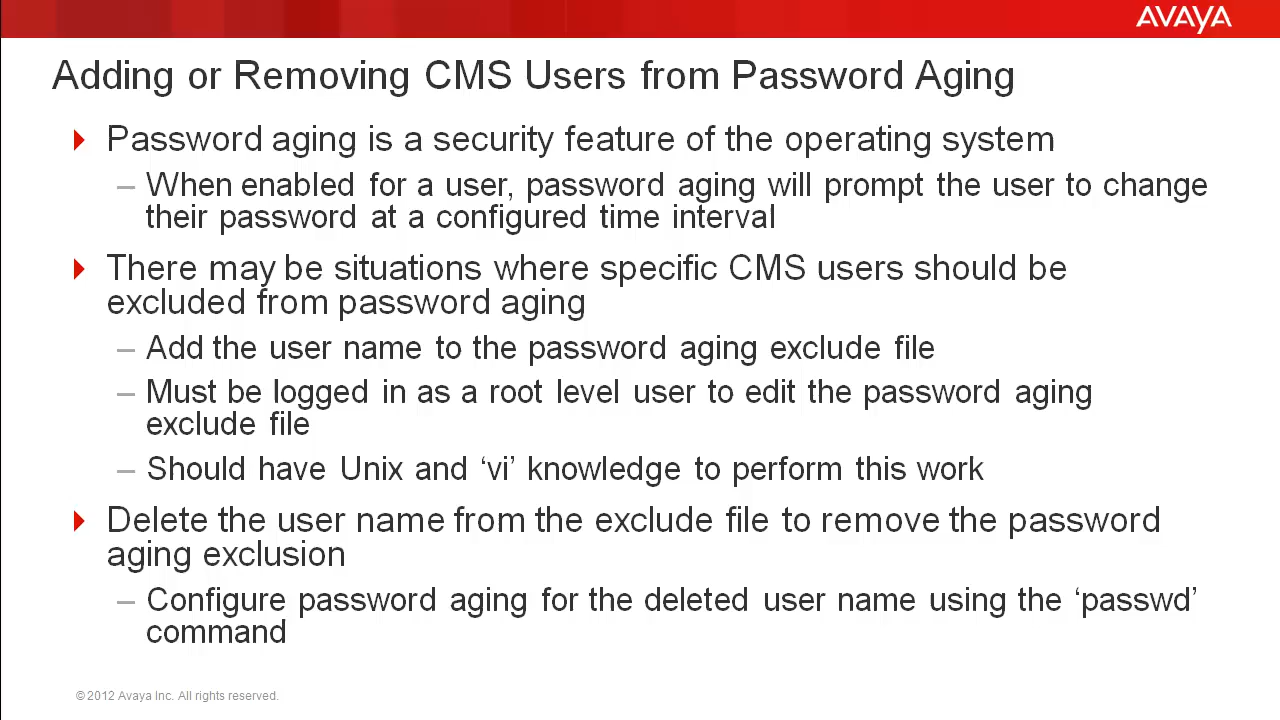 AVAYA
Adding or Removing CMS Users from Password Aging
Password aging is a security feature of the operating system
– When enabled for a user, password aging will prompt the user to change
their password at a configured time interval
There may be situations where specific CMS users should be
excluded from password aging
– Add the user name to the password aging exclude file
– Must be logged in as a root level user to edit the password aging
exclude file
– Should have Unix and ‘vi’ knowledge to perform this work
Delete the user name from the exclude file to remove the password
aging exclusion
– Configure password aging for the deleted user name using the ‘passwd’
command
© 2012 Avaya Inc. All rights reserved.